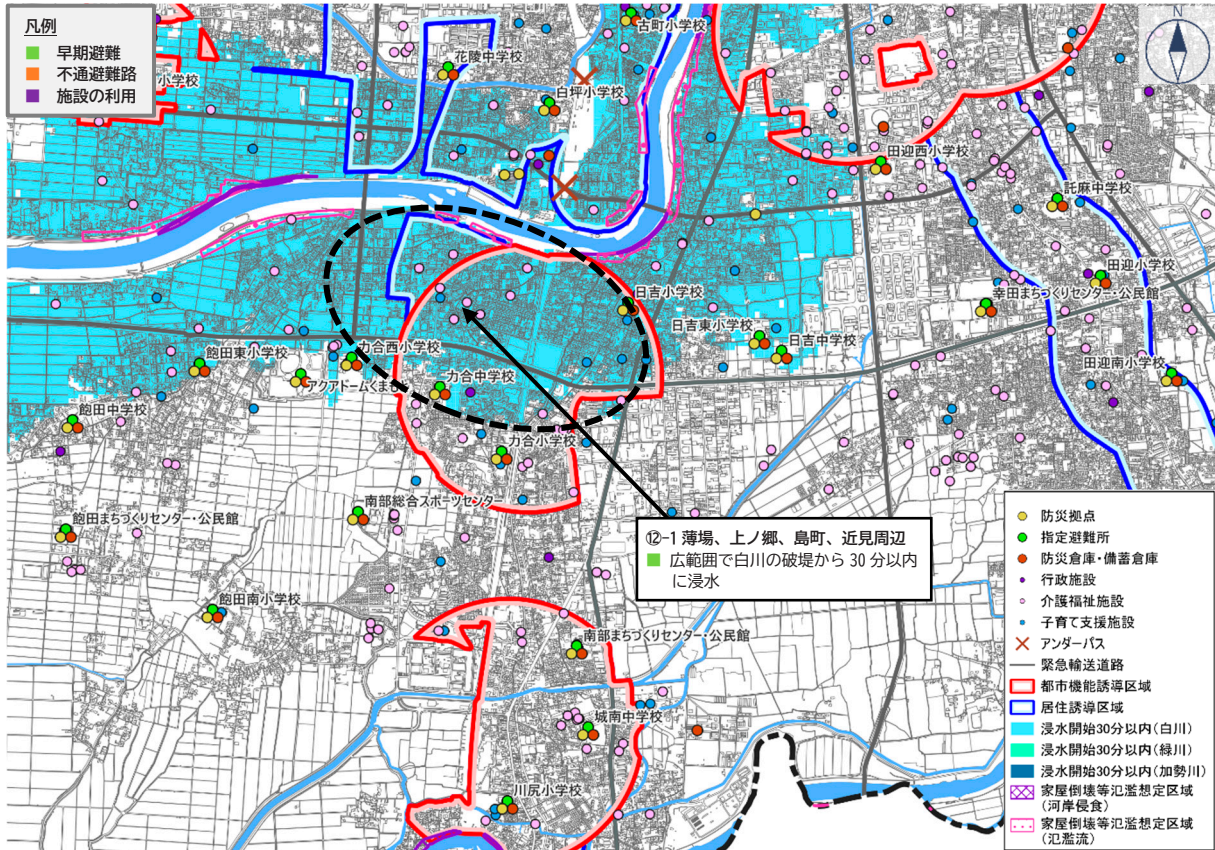 凡例
早期避難
不通避難路
施設の利用
小学校
花陵中学校
古町小学校
白坪小学校
N
田迎西小学校
託麻中学校
田迎小学校
幸田まちづくりセンター・公民館
日吉小学校
日吉東小学校
日吉中学校
田迎南小学校
飽田東小学校
力合西小学校
アクアドームくまもと
力合中学校
飽田中学校
力合小学校
南部総合スポーツセンター
飽田まちづくりセンター・公民館
⑫-1 薄場、上ノ郷、島町、近見周辺
広範囲で白川の破堤から 30 分以内
に浸水
飽田南小学校
南部まちづくりセンター・公民館
城南中学校
川尻小学校
防災拠点
指定避難所
防災倉庫・備蓄倉庫
行政施設
介護福祉施設
子育て支援施設
アンダーパス
緊急輸送道路
都市機能誘導区域
居住誘導区域
浸水開始30分以内(白川)
浸水開始30分以内(緑川)
浸水開始30分以内(加勢川)
家屋倒壊等氾濫想定区域
(河岸侵食)
家屋倒壊等氾濫想定区域
(氾濫流)